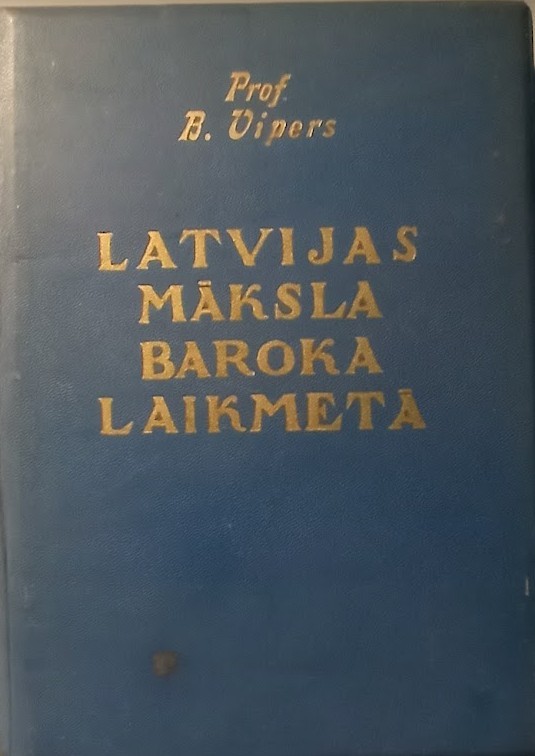 Prof.
B. Vipers
LATVIJAS
MĀKSLA
BAROKA
LAIKMETĀ